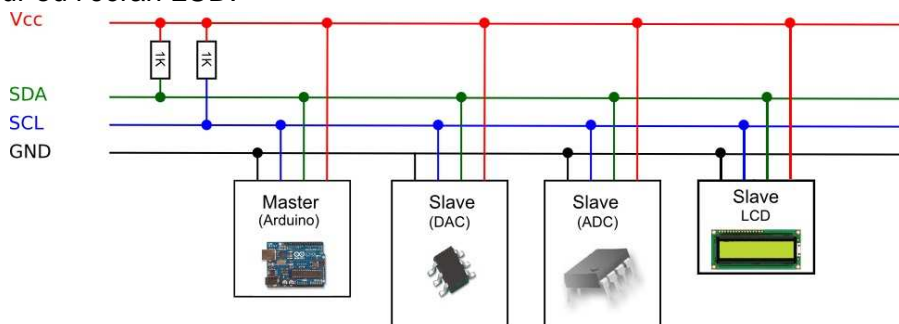 Vcc
1K
1K
SDA
SCL
GND
Master
(Arduino)
Slave
(DAC)
Slave
(ADC)
Slave
LCD